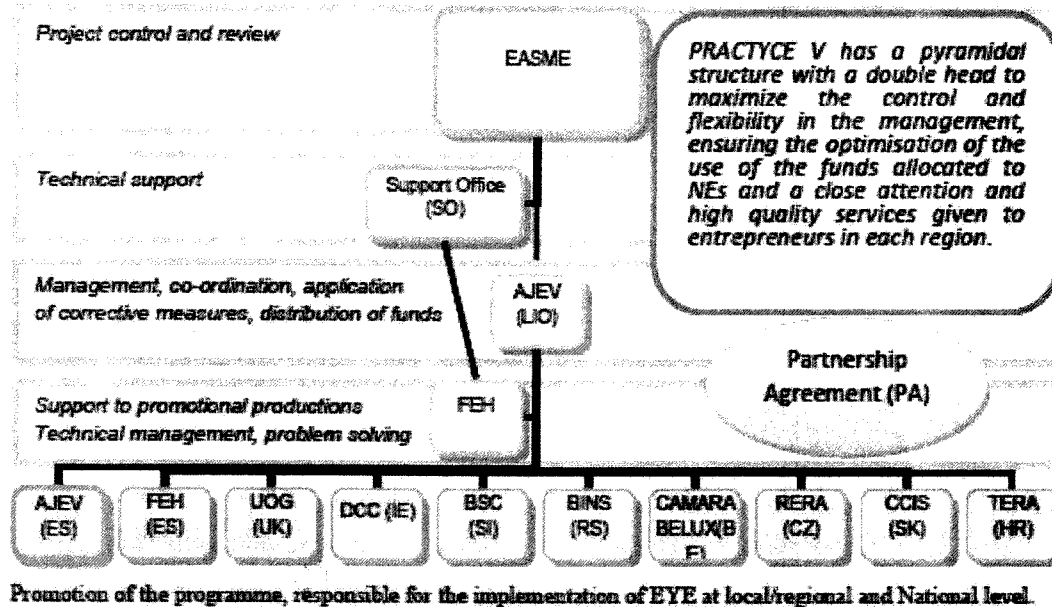 Project control and review
EASME
PRACTYCE V has a pyramidal
structure with a double head to
maximize the control and
flexibility in the management,
ensuring the optimisation of the
use of the funds allocated to
NEs and a close attention and
high quality services given to
entrepreneurs in each region.
Technical support
Support Office
(SO)
Management, co-ordination, application
of corrective measures, distribution of funds
AJEV
(LIO)
Partnership
Agreement (PA)
Support to promotional productions
Technical management, problem solving
FEH
AJEV
(ES)
FEH
(ES)
UOG
(UK)
DCC (IE)
BSC
(SI)
BINS
(RS)
CAMARA
BELUX(B
E)
RERA
(CZ)
CCIS
(SK)
TERA
(HR)
Promotion of the programme, responsible for the implementation of EYE at local/regional and National level.